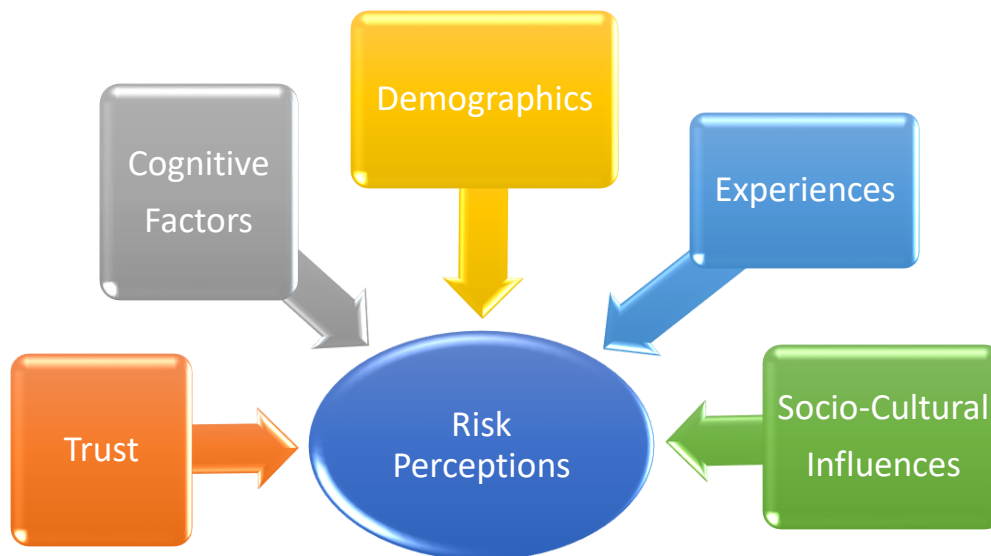 Demographics
Cognitive
Factors
Experiences
Trust
Risk
Perceptions
Socio-Cultural
Influences